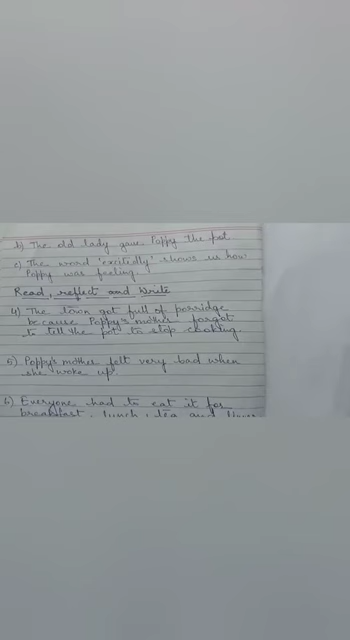 b) The old lady gave Poppy the pot.
c) The word 'excitedly' shows us how
Poppy was feeling.
Read, reflect and Write
4) The town got full of porridge
because Poppy's mother forgot
to tell the pot to stop cooking.
5) Poppy's mother felt very bad when
she woke up.
6) Everyone had to eat it for
breakfast, lunch, tea and